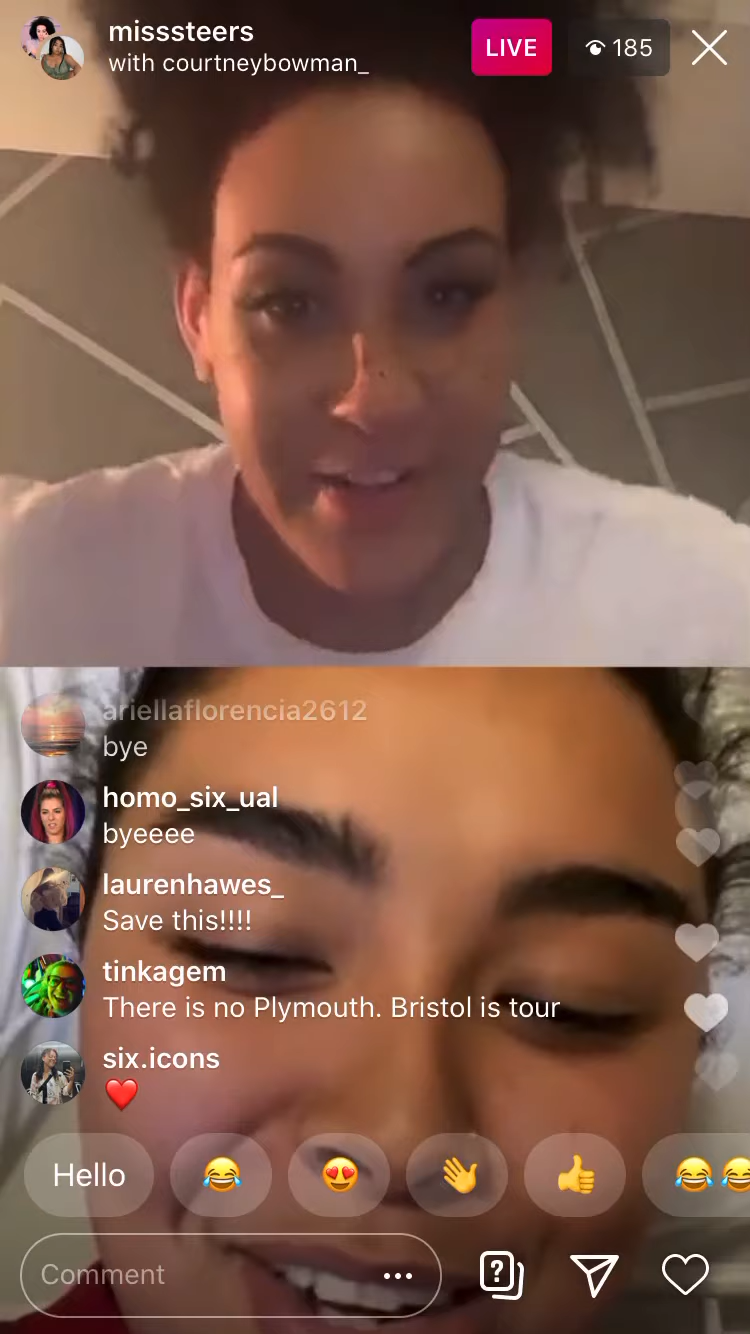 misssteers
with courtneybowman_
LIVE
185
ariellaflorencia2612
bye
homo_six_ual
byeeee
laurenhawes_
Save this!!!!
tinkagem
There is no Plymouth. Bristol is tour
six.icons
❤️
Hello
😂
😍
👋
👍
😂😂
Comment
?